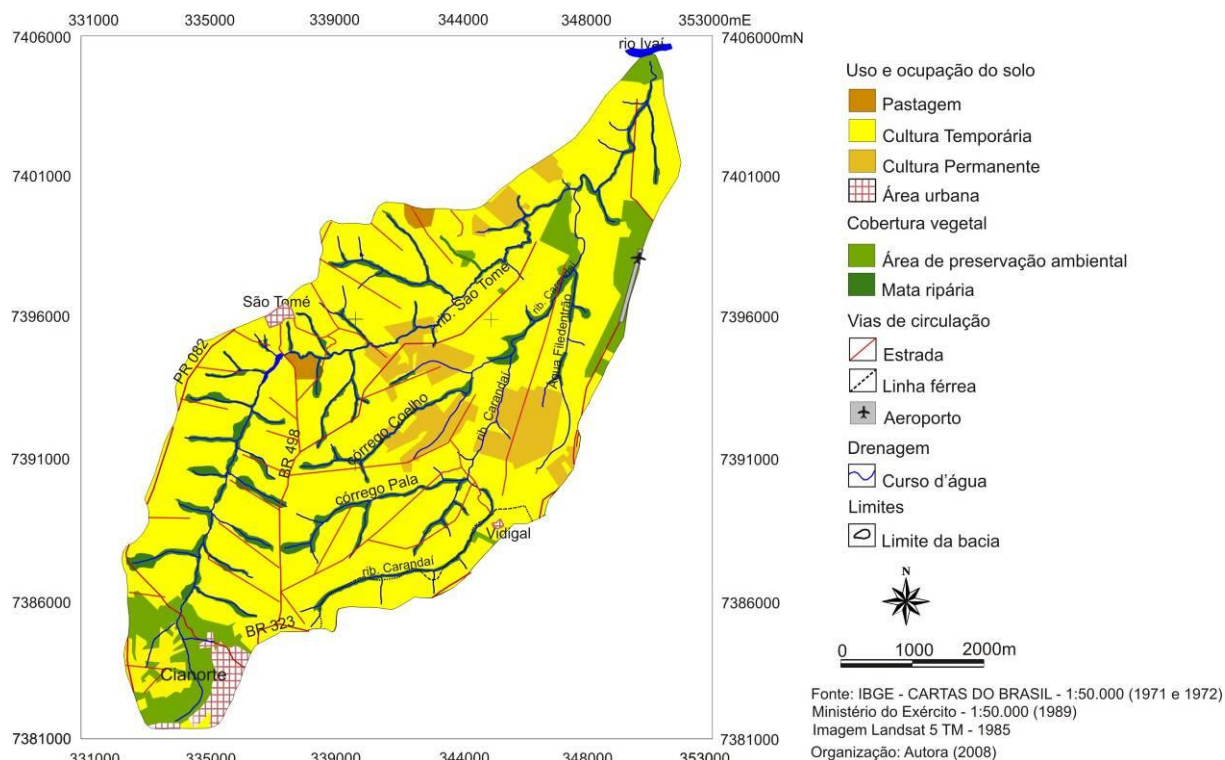 331000 335000 339000 344000 348000 353000mE
7406000 7406000mN
rio Ivaí
7401000 7401000
São Tomé
rib. São Tomé
rib. Carandaí
Água Filedentrão
7396000 7396000
PR 082
rib. Carandaí
BR 498
córrego Coelho
7391000 7391000
córrego Pala
Vidigal
rib. Carandaí
7386000 7386000
BR 323
Cianorte
7381000 7381000
331000 335000 339000 344000 348000 353000
Uso e ocupação do solo
Pastagem
Cultura Temporária
Cultura Permanente
Área urbana
Cobertura vegetal
Área de preservação ambiental
Mata ripária
Vias de circulação
Estrada
Linha férrea
Aeroporto
Drenagem
Curso d'água
Limites
Limite da bacia
N
0 1000 2000m
Fonte: IBGE - CARTAS DO BRASIL - 1:50.000 (1971 e 1972)
Ministério do Exército - 1:50.000 (1989)
Imagem Landsat 5 TM - 1985
Organização: Autora (2008)